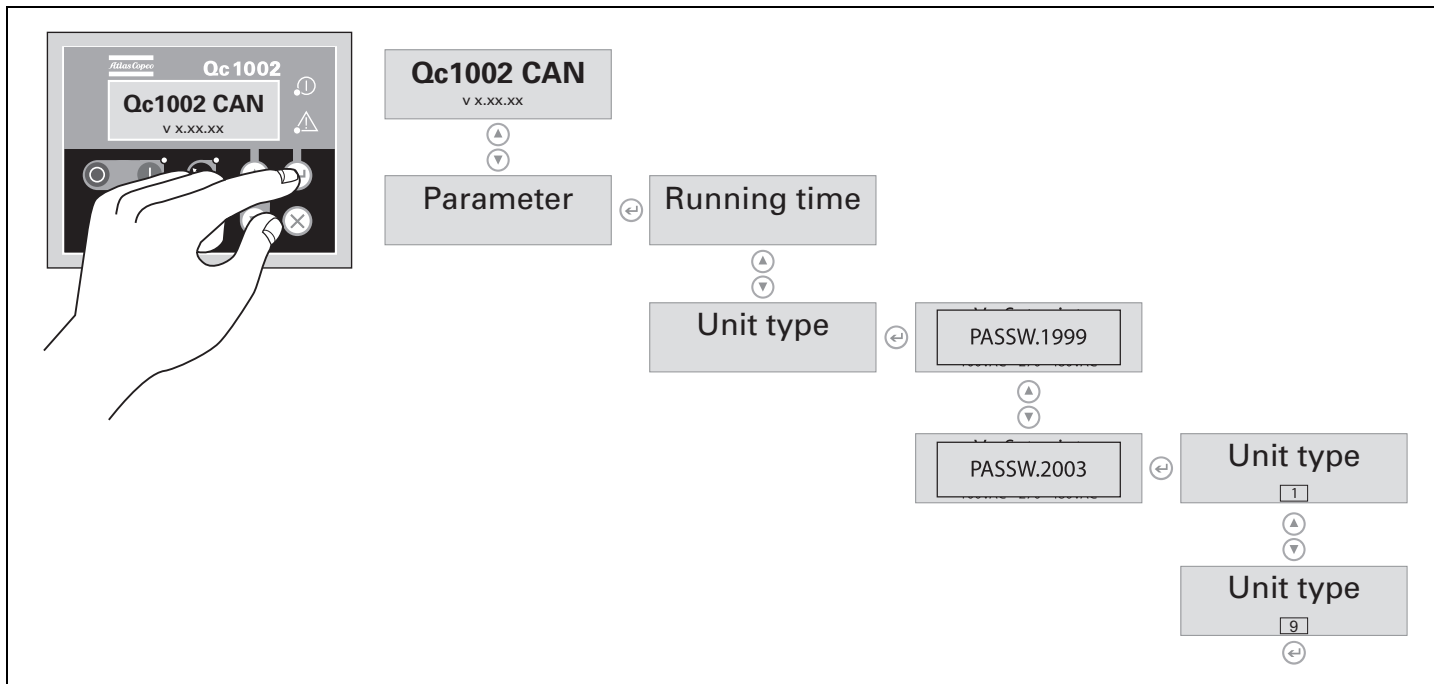 Atlas Copco
Qc1002
Qc1002 CAN
v x.xx.xx
Qc1002 CAN
v x.xx.xx
Parameter
Running time
Unit type
PASSW.1999
PASSW.2003
Unit type
1
Unit type
9